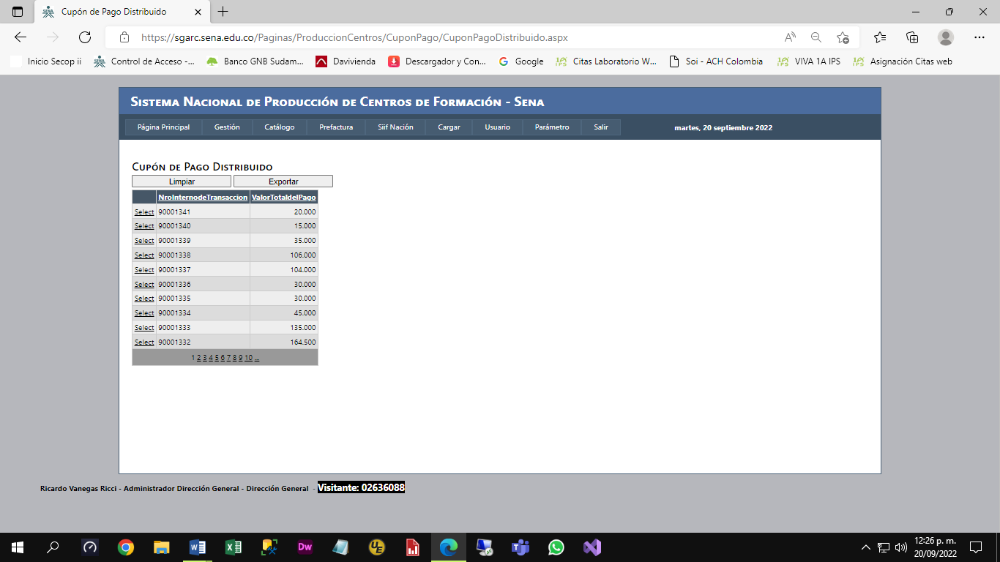 Cupón de Pago Distribuido
https://sgarc.sena.edu.co/Paginas/ProduccionCentros/CuponPago/CuponPagoDistribuido.aspx
Inicio Secop ii Control de Acceso -... Banco GNB Sudam... Davivienda Descargador y Con... Google Citas Laboratorio W... Soi - ACH Colombia VIVA 1A IPS Asignación Citas web
Sistema Nacional de Producción de Centros de Formación - Sena
Página Principal Gestión Catálogo Prefactura Siif Nación Cargar Usuario Parámetro Salir martes, 20 septiembre 2022
Cupón de Pago Distribuido
Limpiar Exportar
NroInternodeTransaccion ValorTotaldelPago
Select 90001341 20.000
Select 90001340 15.000
Select 90001339 35.000
Select 90001338 106.000
Select 90001337 104.000
Select 90001336 30.000
Select 90001335 30.000
Select 90001334 45.000
Select 90001333 135.000
Select 90001332 164.500
1 2 3 4 5 6 7 8 9 10 ...
Ricardo Vanegas Ricci - Administrador Dirección General - Dirección General - Visitante: 02636088
12:26 p. m.
20/09/2022